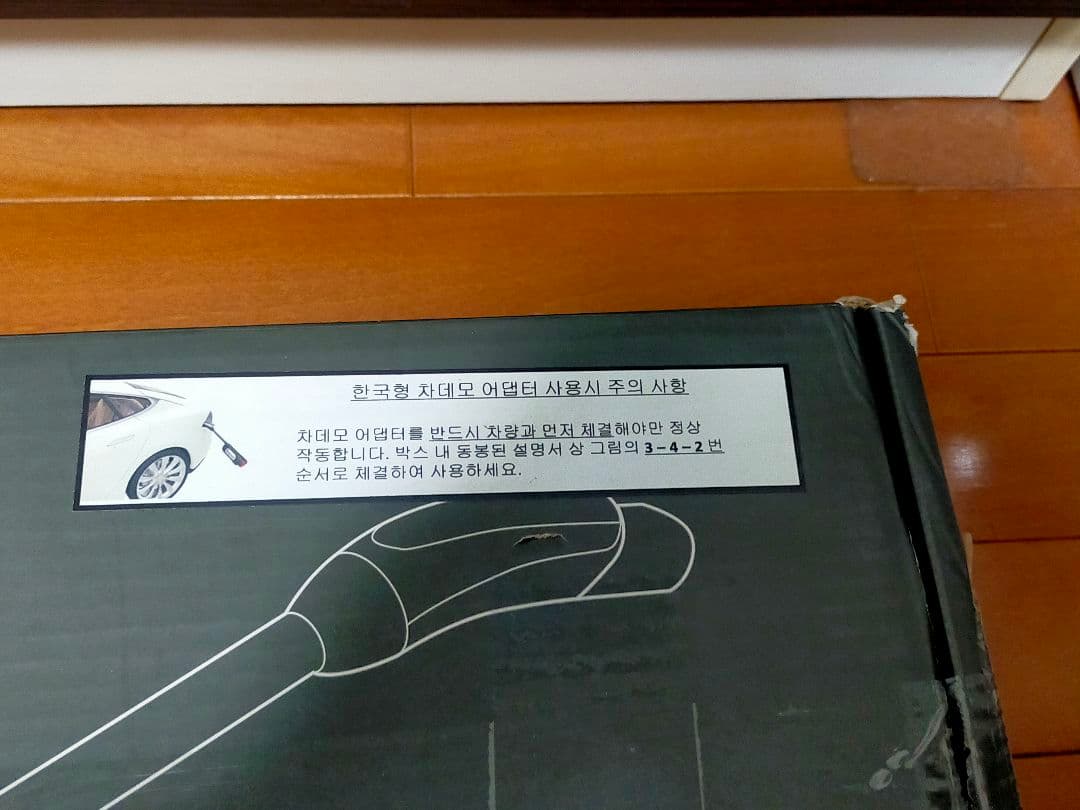 한국형 차데모 어댑터 사용시 주의 사항
차데모 어댑터를 반드시 차량과 먼저 체결해야만 정상
작동합니다. 박스 내 동봉된 설명서 상 그림의 3-4-2번
순서로 체결하여 사용하세요.